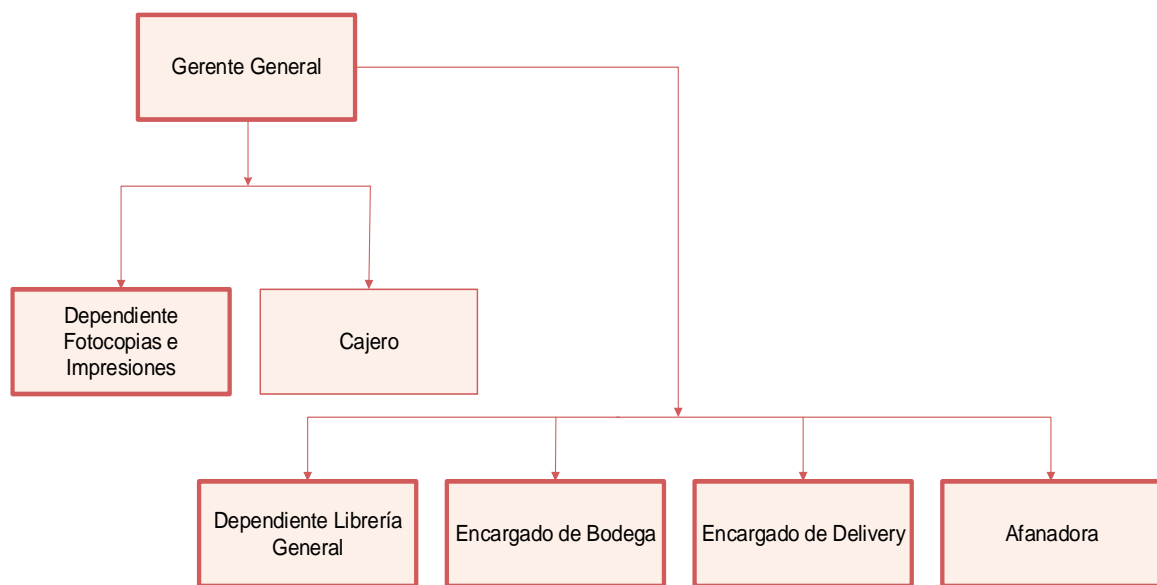 Gerente General
Dependiente
Fotocopias e
Impresiones
Cajero
Dependiente Librería
General
Encargado de Bodega
Encargado de Delivery
Afanadora